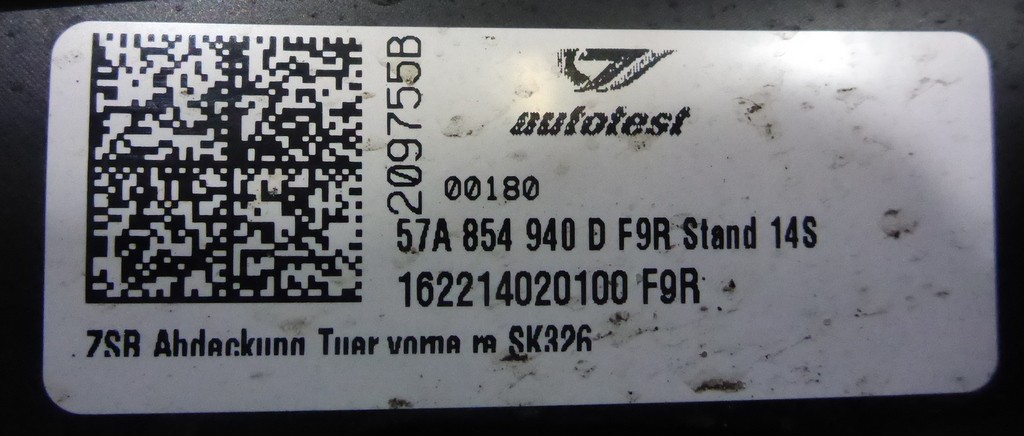 209755B
autotest
00180
57A 854 940 D F9R Stand 14S
162214020100 F9R
ZSB Abdeckung Tuer vorne re SK326